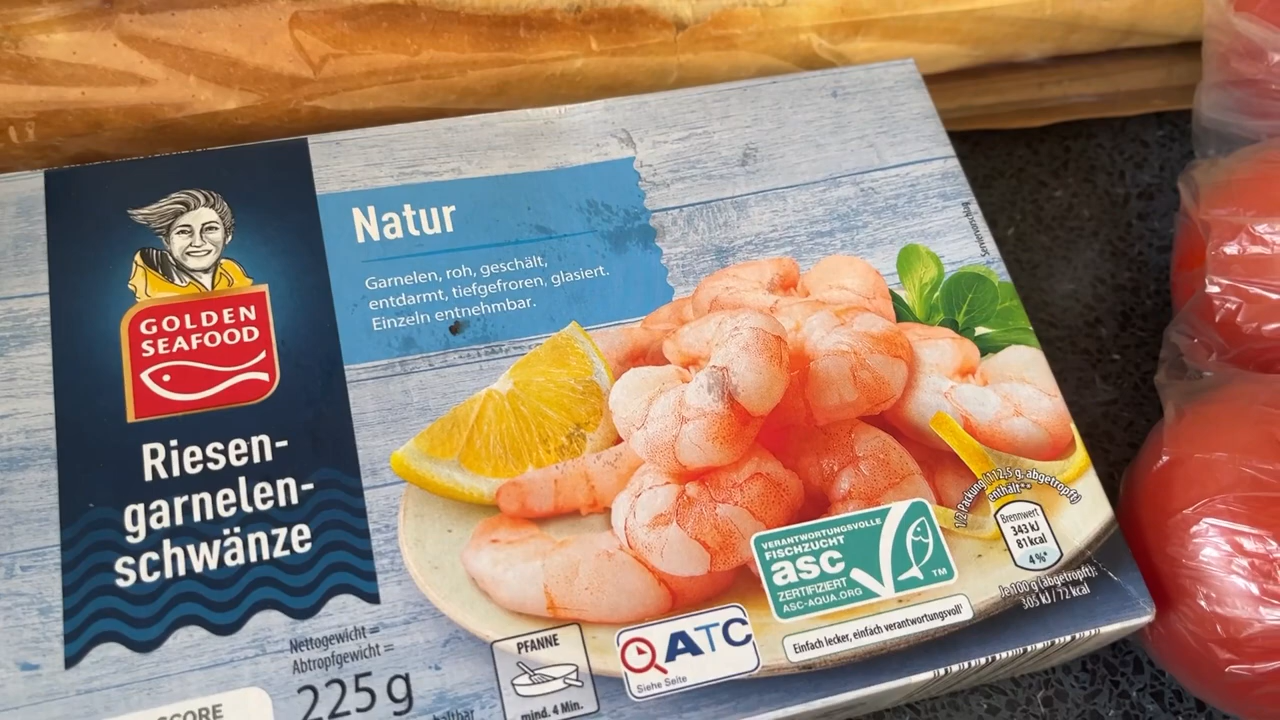 GOLDEN
SEAFOOD
Riesen-
garnelen-
schwänze
Natur
Garnelen, roh, geschält,
entdarmt, tiefgefroren, glasiert.
Einzeln entnehmbar.
Serviervorschlag
1/2 Packung (112,5 g, abgetropft)
enthält**
Brennwert
343 kJ
81 kcal
4%*
Je 100 g (abgetropft):
305 kJ / 72 kcal
VERANTWORTUNGSVOLLE
FISCHZUCHT
asc
ZERTIFIZIERT
ASC-AQUA.ORG
TM
Einfach lecker, einfach verantwortungsvoll¹
ATC
Siehe Seite
PFANNE
mind. 4 Min.
Nettogewicht =
Abtropfgewicht =
225 g
SCORE